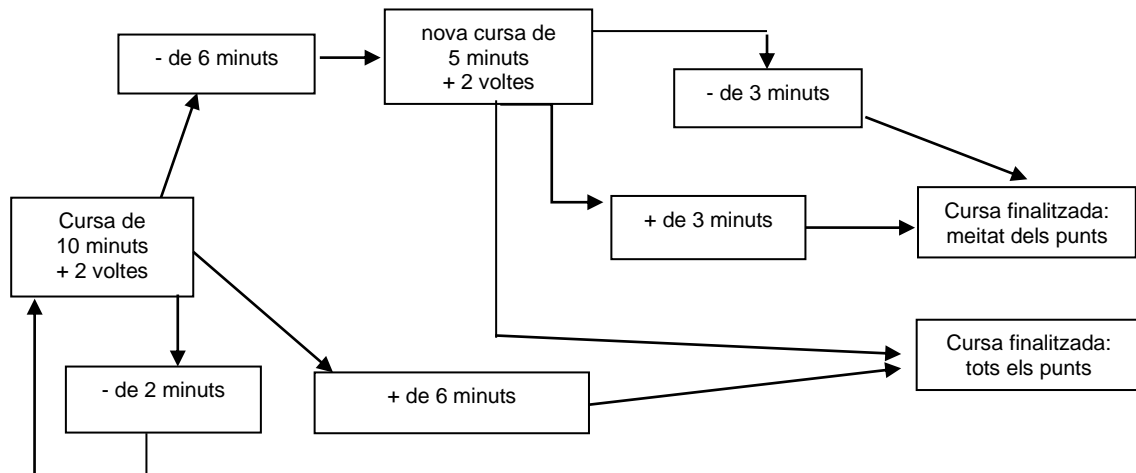 - de 6 minuts
nova cursa de
5 minuts
+ 2 voltes
- de 3 minuts
Cursa de
10 minuts
+ 2 voltes
+ de 3 minuts
Cursa finalitzada:
meitat dels punts
- de 2 minuts
+ de 6 minuts
Cursa finalitzada:
tots els punts